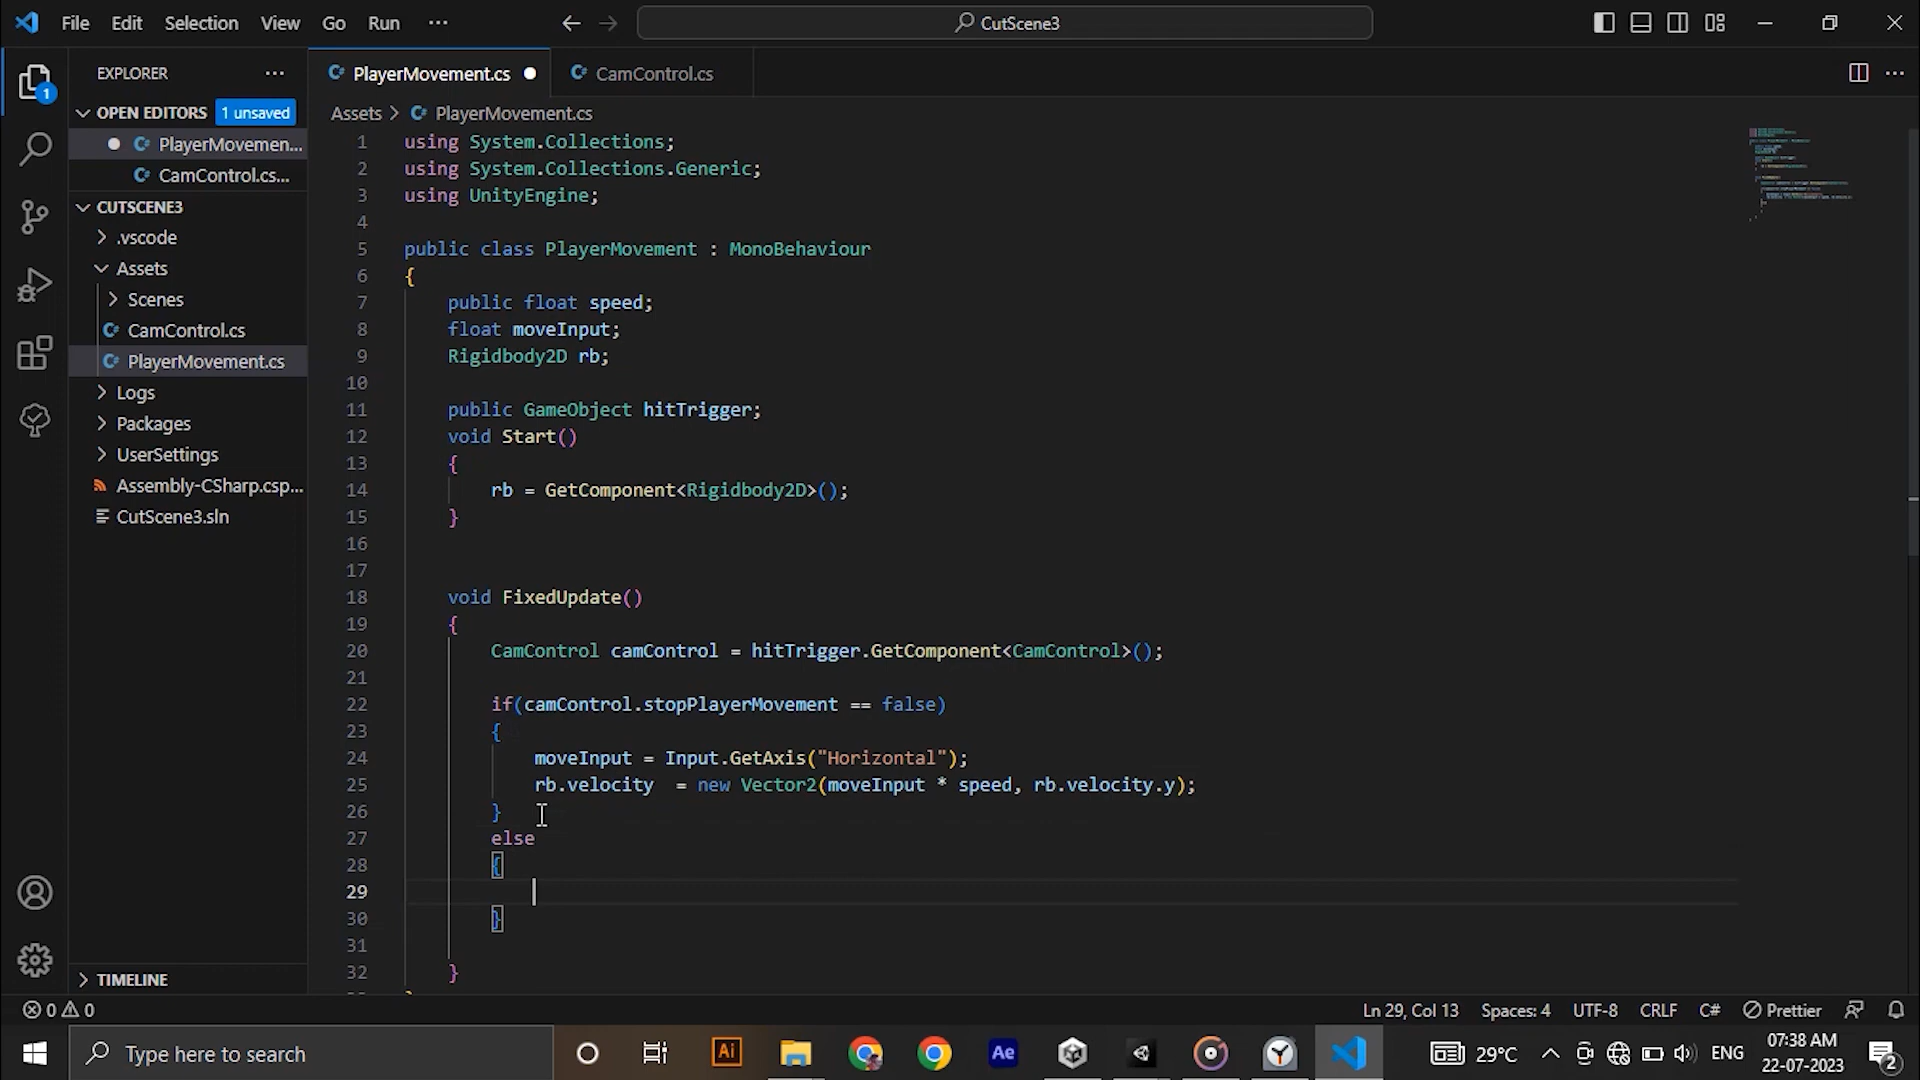 File Edit Selection View Go Run ···
CutScene3
EXPLORER ···
OPEN EDITORS 1 unsaved
PlayerMovemen...
CamControl.cs...
CUTSCENE3
.vscode
Assets
Scenes
CamControl.cs
PlayerMovement.cs
Logs
Packages
UserSettings
Assembly-CSharp.csp...
CutScene3.sln
TIMELINE
1
PlayerMovement.cs CamControl.cs
Assets > PlayerMovement.cs
1 using System.Collections;
2 using System.Collections.Generic;
3 using UnityEngine;
4
5 public class PlayerMovement : MonoBehaviour
6 {
7 public float speed;
8 float moveInput;
9 Rigidbody2D rb;
10
11 public GameObject hitTrigger;
12 void Start()
13 {
14 rb = GetComponent<Rigidbody2D>();
15 }
16
17
18 void FixedUpdate()
19 {
20 CamControl camControl = hitTrigger.GetComponent<CamControl>();
21
22 if(camControl.stopPlayerMovement == false)
23 {
24 moveInput = Input.GetAxis("Horizontal");
25 rb.velocity  = new Vector2(moveInput * speed, rb.velocity.y);
26 }
27 else
28 {
29
30 }
31
32 }
0 0
Ln 29, Col 13 Spaces: 4 UTF-8 CRLF C# Prettier
Type here to search
Ai Ae
29°C ENG
07:38 AM
22-07-2023
2